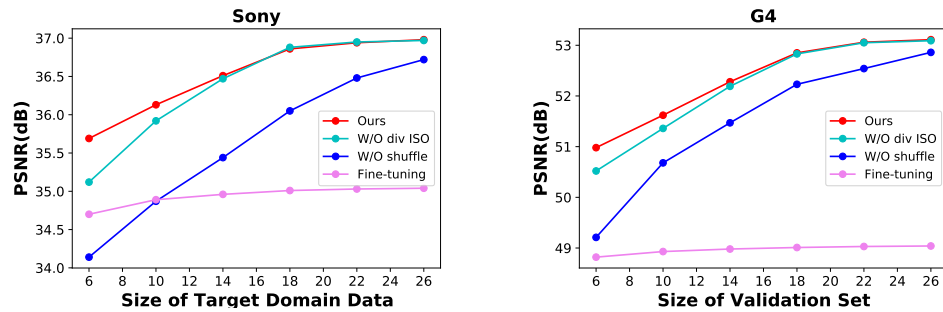 Sony
PSNR(dB)
37.0
36.5
36.0
35.5
35.0
34.5
34.0
Ours
W/O div ISO
W/O shuffle
Fine-tuning
6 8 10 12 14 16 18 20 22 24 26
Size of Target Domain Data
G4
PSNR(dB)
53
52
51
50
49
Ours
W/O div ISO
W/O shuffle
Fine-tuning
6 8 10 12 14 16 18 20 22 24 26
Size of Validation Set